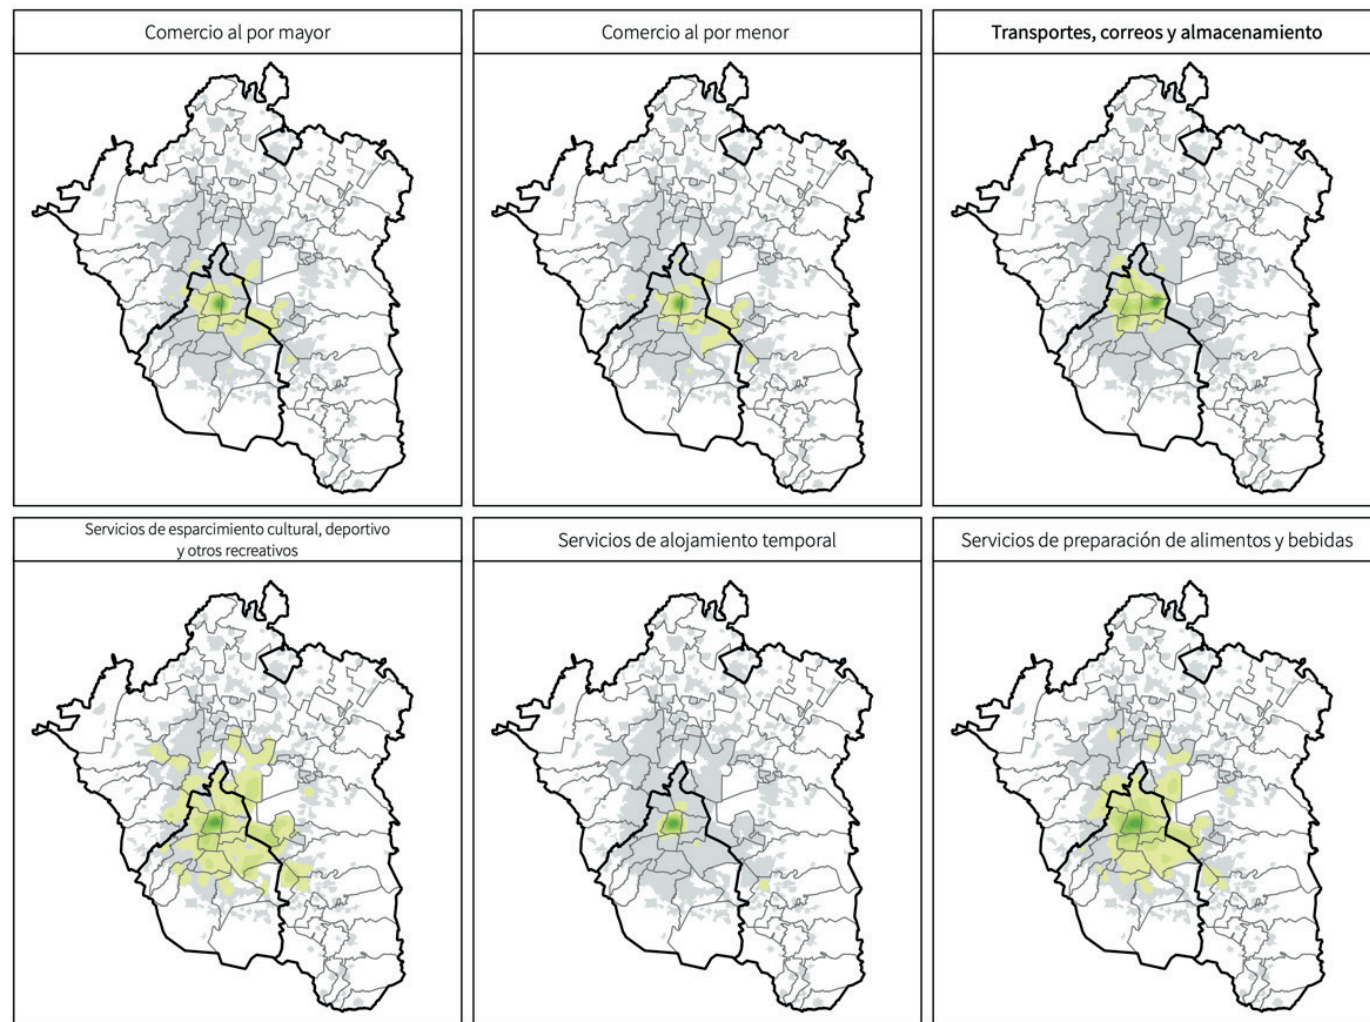 Comercio al por mayor
Comercio al por menor
Transportes, correos y almacenamiento
Servicios de esparcimiento cultural, deportivo
y otros recreativos
Servicios de alojamiento temporal
Servicios de preparación de alimentos y bebidas